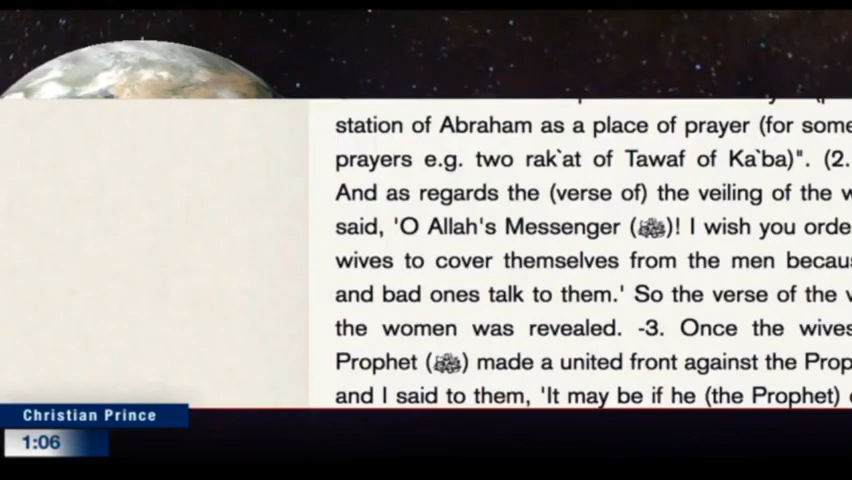 station of Abraham as a place of prayer (for some
prayers e.g. two rak`at of Tawaf of Ka`ba)". (2.
And as regards the (verse of) the veiling of the w
said, 'O Allah's Messenger (ﷺ)! I wish you orde
wives to cover themselves from the men becaus
and bad ones talk to them.' So the verse of the v
the women was revealed. -3. Once the wives
Prophet (ﷺ) made a united front against the Prop
and I said to them, 'It may be if he (the Prophet)
Christian Prince
1:06